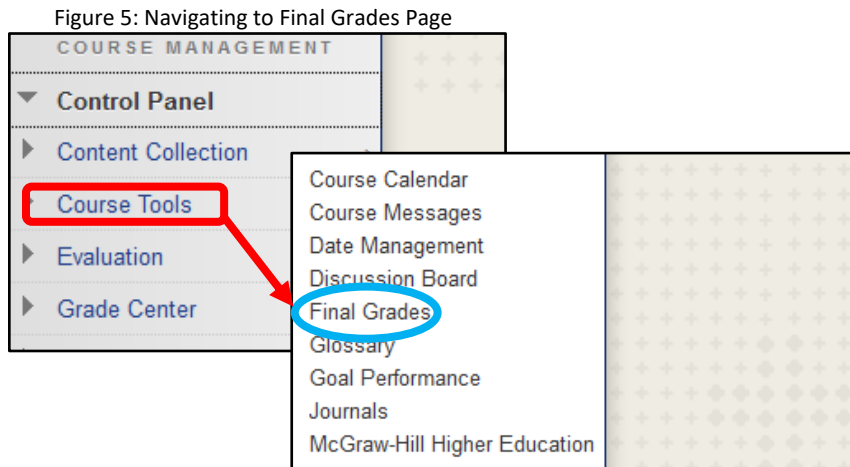 Figure 5: Navigating to Final Grades Page
COURSE MANAGEMENT
Control Panel
Content Collection
Course Tools
Evaluation
Grade Center
Course Calendar
Course Messages
Date Management
Discussion Board
Final Grades
Glossary
Goal Performance
Journals
McGraw-Hill Higher Education